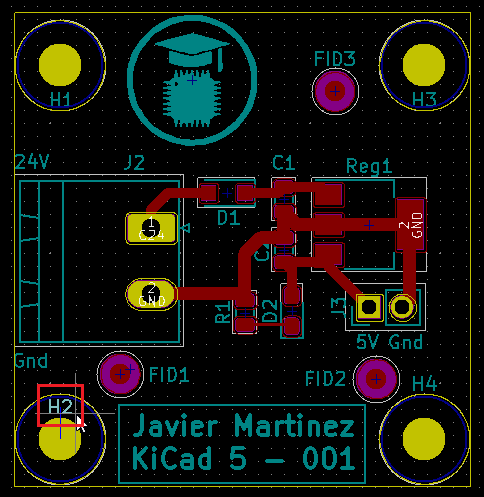 H1
FID3
H3
24V
J2
C1
Reg1
D1
1
G24
2
GND
2
GND
R1
D2
J3
5V Gnd
Gnd
FID1
FID2
H4
H2
Javier Martinez
KiCad 5 - 001